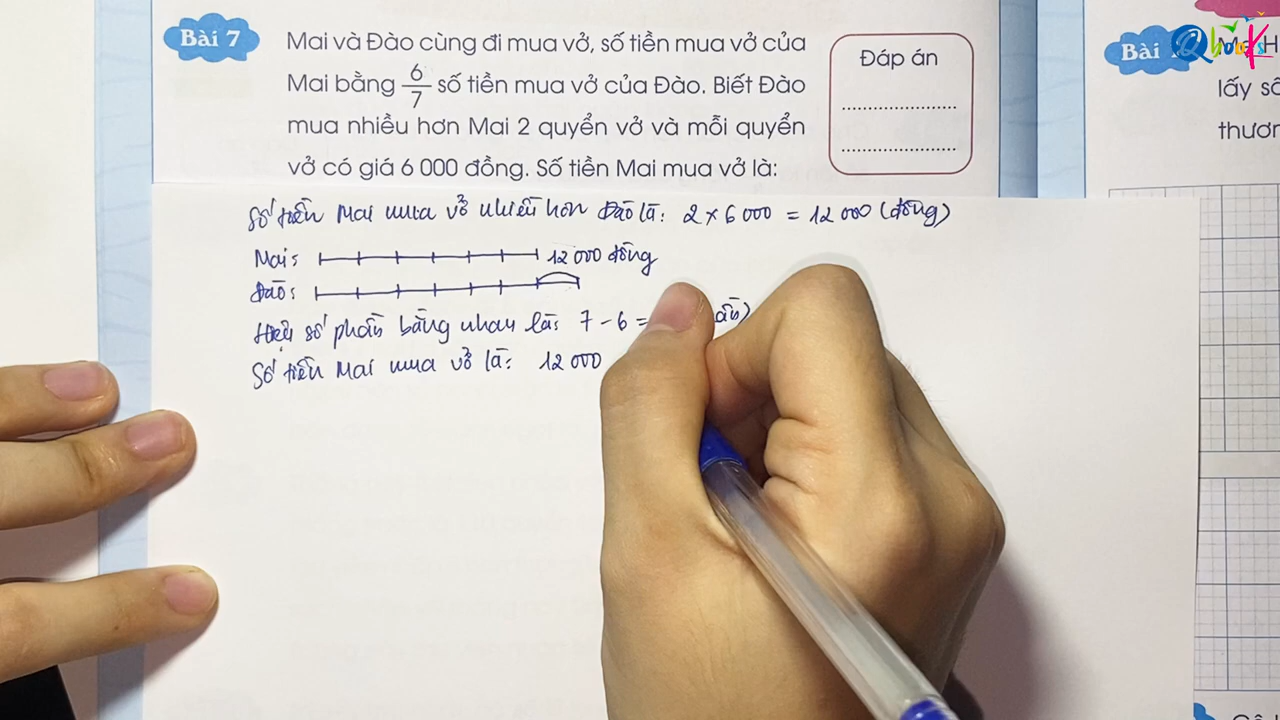 Bài 7
Mai và Đào cùng đi mua vở, số tiền mua vở của
Mai bằng 6/7 số tiền mua vở của Đào. Biết Đào
mua nhiều hơn Mai 2 quyển vở và mỗi quyển
vở có giá 6 000 đồng. Số tiền Mai mua vở là:
Đáp án
Số tiền Mai mua vở nhiều hơn Đào là: 2 x 6 000 = 12 000 (đồng)
Mai: 12 000 đồng
Đào:
Hiệu số phần bằng nhau là: 7 - 6 =
Số tiền Mai mua vở là: 12 000
Bài
lấy số
QbooKs